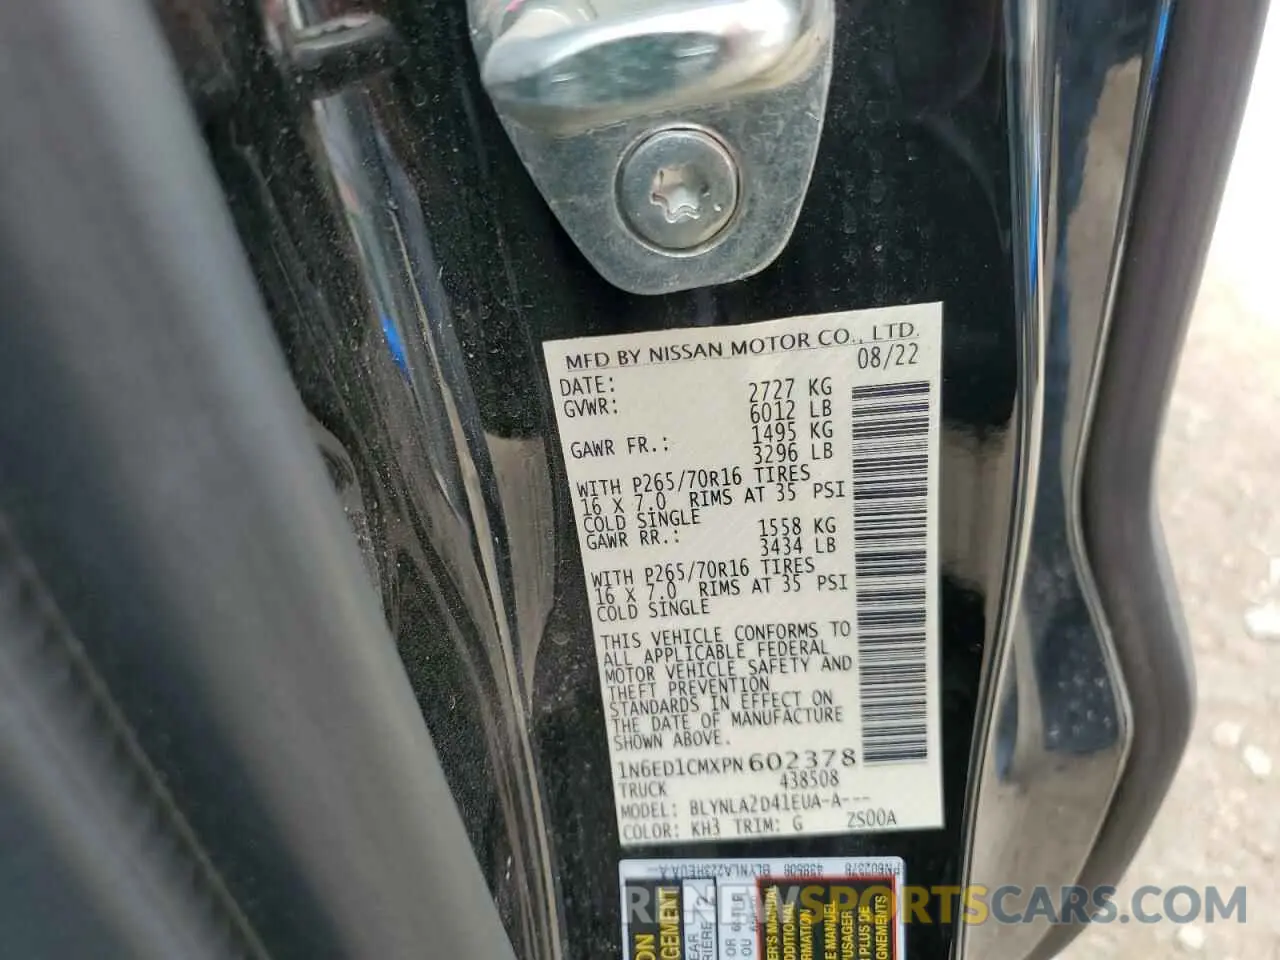 MFD BY NISSAN MOTOR CO., LTD.
DATE: 08/22
GVWR: 2727 KG
6012 LB
GAWR FR.: 1495 KG
3296 LB
WITH P265/70R16 TIRES
16 X 7.0 RIMS AT 35 PSI
COLD SINGLE
GAWR RR.: 1558 KG
3434 LB
WITH P265/70R16 TIRES
16 X 7.0 RIMS AT 35 PSI
COLD SINGLE
THIS VEHICLE CONFORMS TO
ALL APPLICABLE FEDERAL
MOTOR VEHICLE SAFETY AND
THEFT PREVENTION
STANDARDS IN EFFECT ON
THE DATE OF MANUFACTURE
SHOWN ABOVE.
1N6ED1CMXPN602378
TRUCK 438508
MODEL: BLYNLA2D41EUA-A---
COLOR: KH3 TRIM: G ZS00A
PN602378 438508
RENEWSPORTSCARS.COM